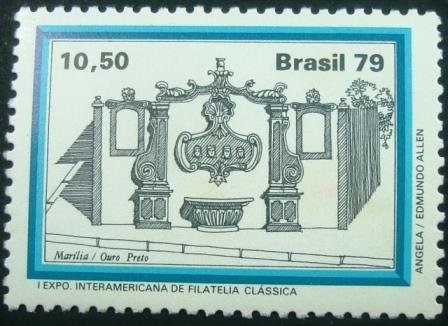 10,50 Brasil 79
Marília / Ouro Preto
I EXPO. INTERAMERICANA DE FILATELIA CLÁSSICA
ANGELA / EDMUNDO ALLEN